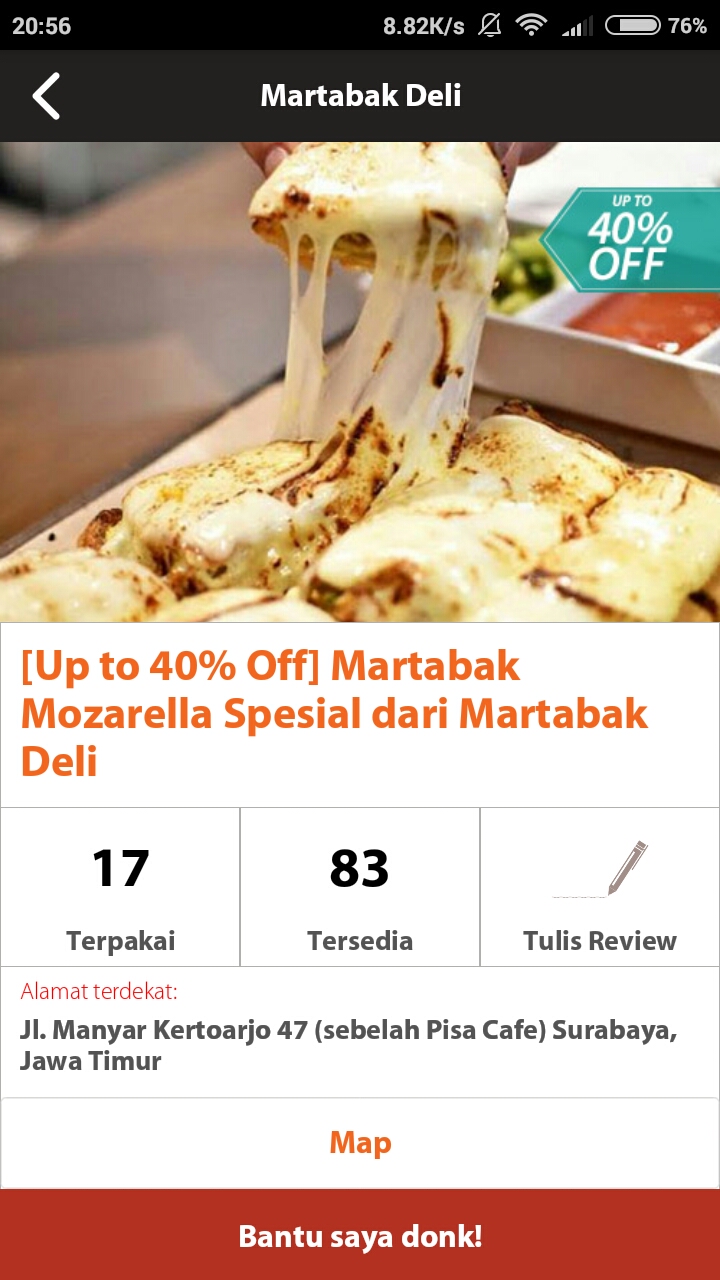 20:56 8.82K/s 76%
Martabak Deli
UP TO
40%
OFF
[Up to 40% Off] Martabak
Mozarella Spesial dari Martabak
Deli
17 83
Terpakai Tersedia Tulis Review
Alamat terdekat:
Jl. Manyar Kertoarjo 47 (sebelah Pisa Cafe) Surabaya,
Jawa Timur
Map
Bantu saya donk!